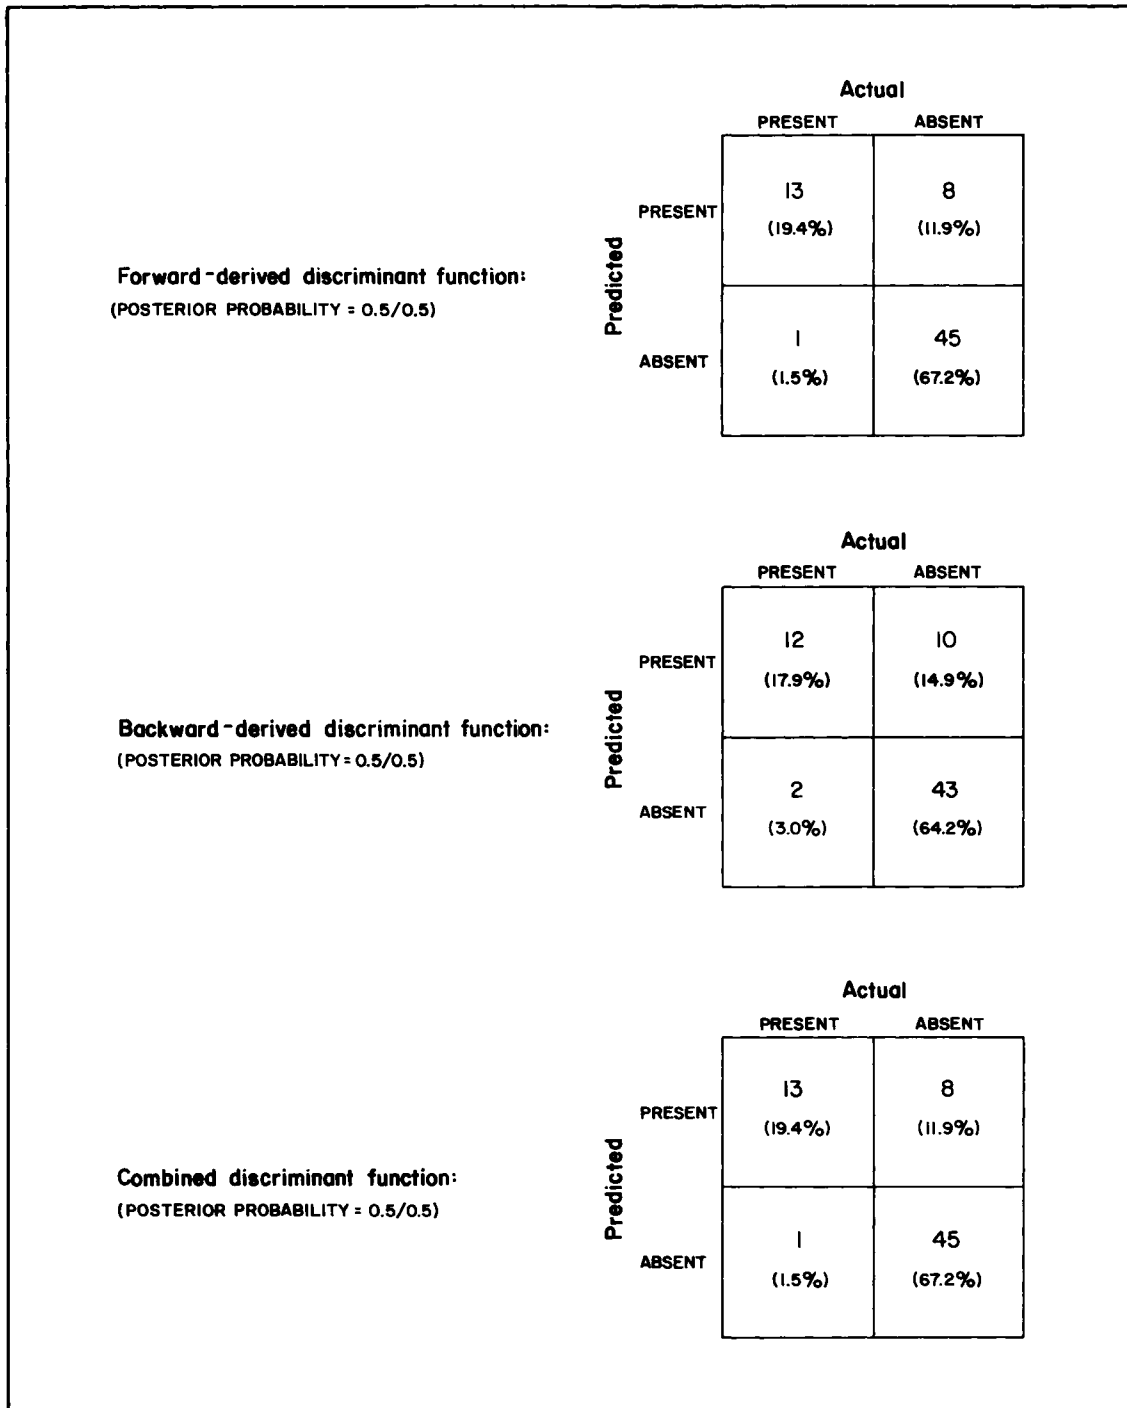 Actual
PRESENT ABSENT
Predicted
PRESENT 13 8
(19.4%) (11.9%)
Forward-derived discriminant function:
(POSTERIOR PROBABILITY = 0.5/0.5)
ABSENT 1 45
(1.5%) (67.2%)
Actual
PRESENT ABSENT
Predicted
PRESENT 12 10
(17.9%) (14.9%)
Backward-derived discriminant function:
(POSTERIOR PROBABILITY = 0.5/0.5)
ABSENT 2 43
(3.0%) (64.2%)
Actual
PRESENT ABSENT
Predicted
PRESENT 13 8
(19.4%) (11.9%)
Combined discriminant function:
(POSTERIOR PROBABILITY = 0.5/0.5)
ABSENT 1 45
(1.5%) (67.2%)